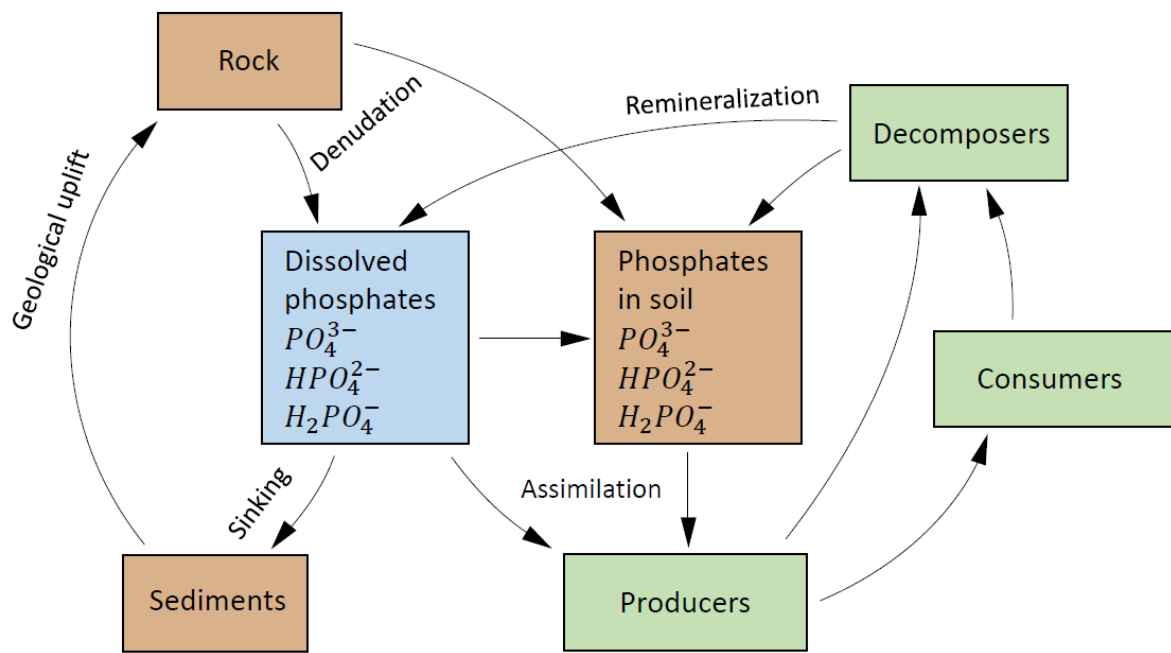 Rock
Denudation
Remineralization
Decomposers
Geological uplift
Dissolved
phosphates
PO₄³⁻
HPO₄²⁻
H₂PO₄⁻
Phosphates
in soil
PO₄³⁻
HPO₄²⁻
H₂PO₄⁻
Consumers
Sinking
Assimilation
Sediments
Producers